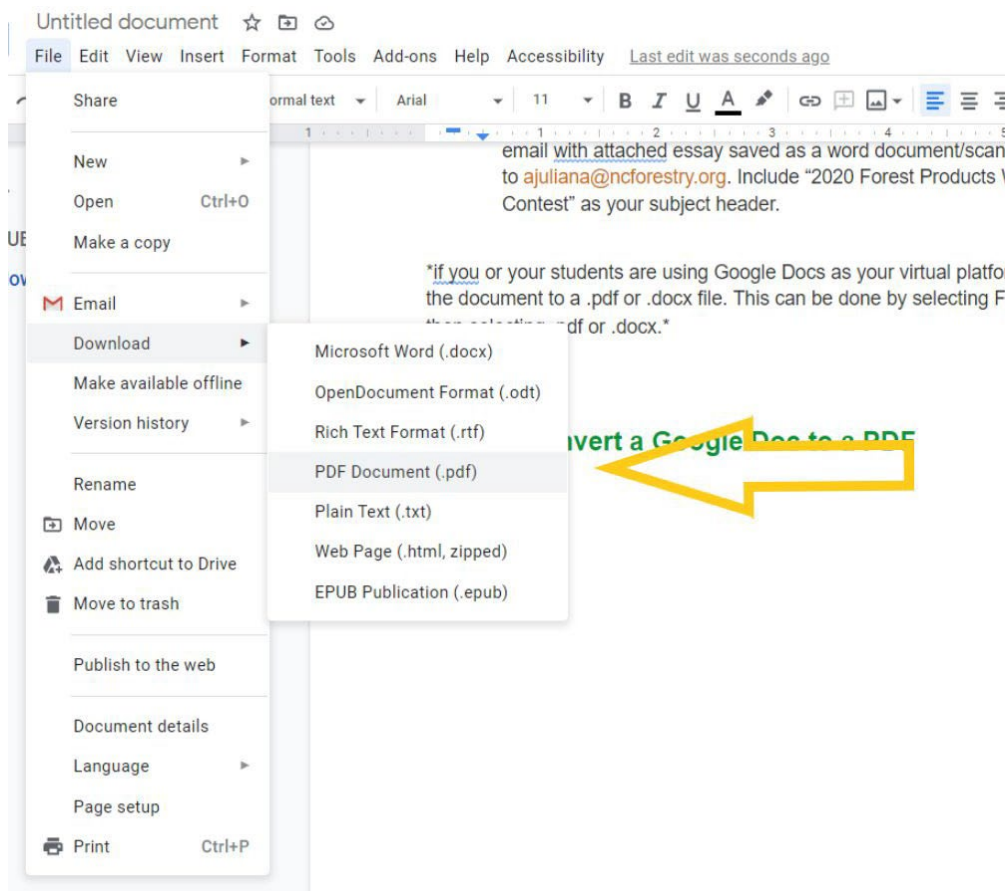 Untitled document
File Edit View Insert Format Tools Add-ons Help Accessibility Last edit was seconds ago
ormal text Arial 11 B I U A
1 1 2 3 4
Share
New
Open Ctrl+O
Make a copy
Email
Download
Make available offline
Version history
Rename
Move
Add shortcut to Drive
Move to trash
Publish to the web
Document details
Language
Page setup
Print Ctrl+P
Microsoft Word (.docx)
OpenDocument Format (.odt)
Rich Text Format (.rtf)
PDF Document (.pdf)
Plain Text (.txt)
Web Page (.html, zipped)
EPUB Publication (.epub)
email with attached essay saved as a word document/scan
to ajuliana@ncforestry.org. Include “2020 Forest Products
Contest” as your subject header.
*if you or your students are using Google Docs as your virtual platfo
the document to a .pdf or .docx file. This can be done by selecting F
df or .docx.*
nvert a Google Doc to a PDF